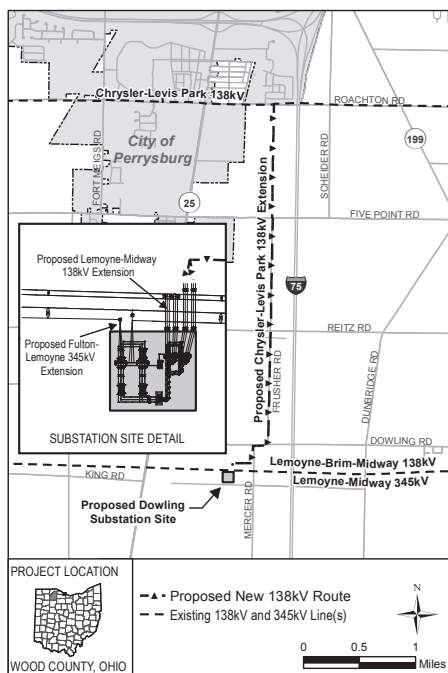 Chrysler-Levis Park 138kV
ROACHTON RD
FORT MEIGS RD
City of
Perrysburg
SCHEIDER RD
199
25
FIVE POINT RD
Proposed Chrysler-Levis Park 138kV Extension
75
Proposed Lemoyne-Midway
138kV Extension
Proposed Fulton-
Lemoyne 345kV
Extension
SUBSTATION SITE DETAIL
REITZ RD
FRUSHER RD
DUNBRIDGE RD
DOWLING RD
Lemoyne-Brim-Midway 138kV
Lemoyne-Midway 345kV
KING RD
Proposed Dowling
Substation Site
MERCER RD
PROJECT LOCATION
WOOD COUNTY, OHIO
Proposed New 138kV Route
Existing 138kV and 345kV Line(s)
N
0 0.5 1
Miles